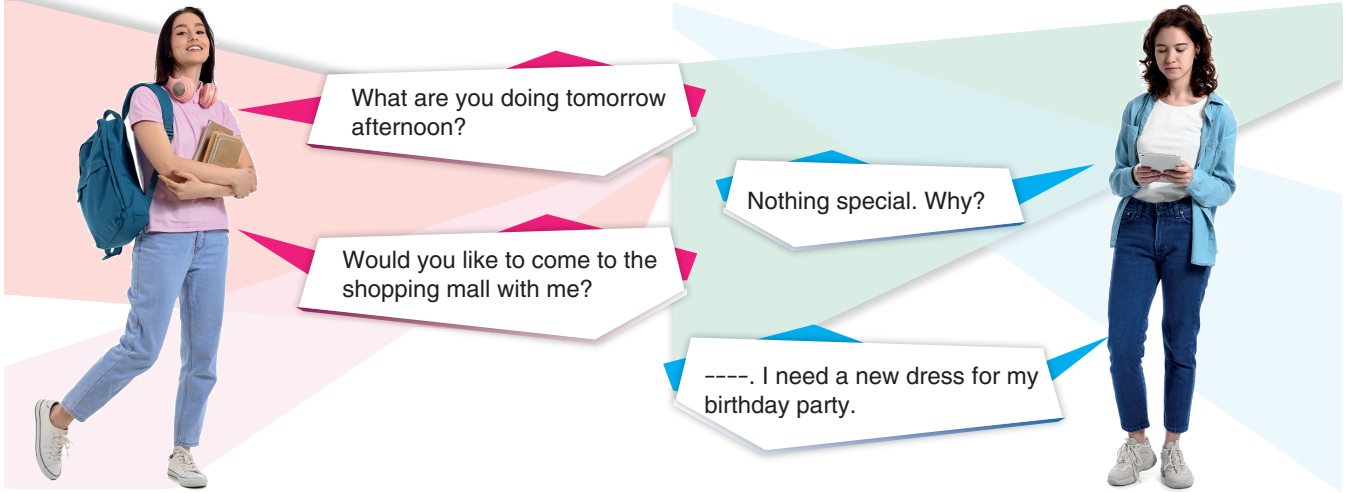 What are you doing tomorrow
afternoon?
Nothing special. Why?
Would you like to come to the
shopping mall with me?
----. I need a new dress for my
birthday party.